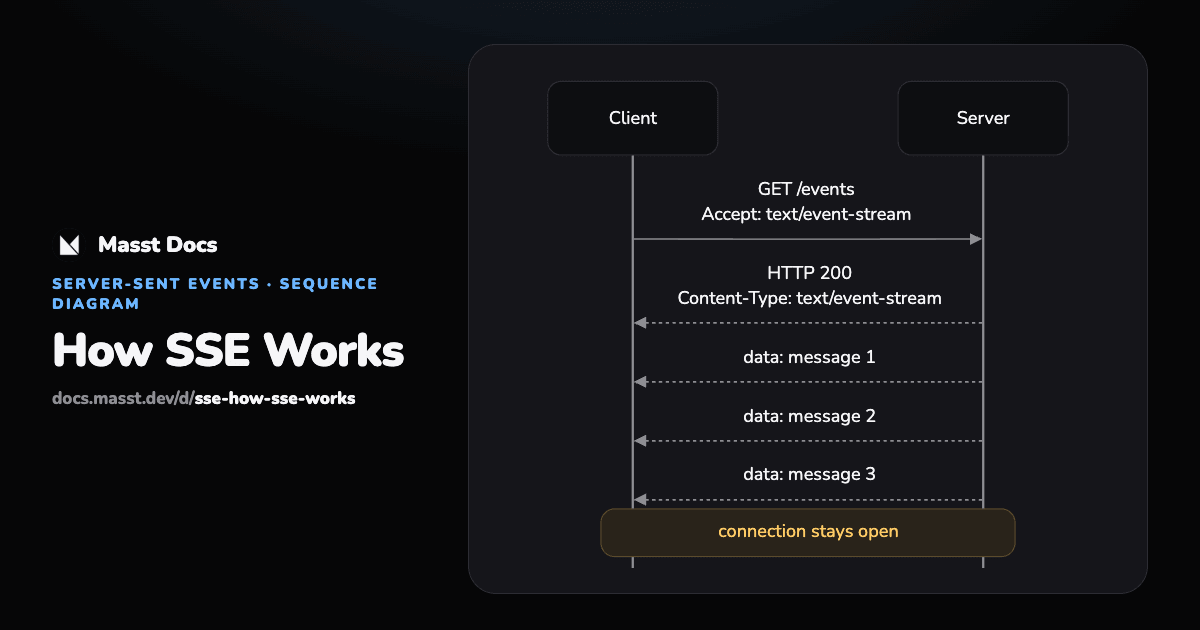 Masst Docs
SERVER-SENT EVENTS · SEQUENCE
DIAGRAM
How SSE Works
docs.masst.dev/d/sse-how-sse-works
Client
Server
GET /events
Accept: text/event-stream
HTTP 200
Content-Type: text/event-stream
data: message 1
data: message 2
data: message 3
connection stays open